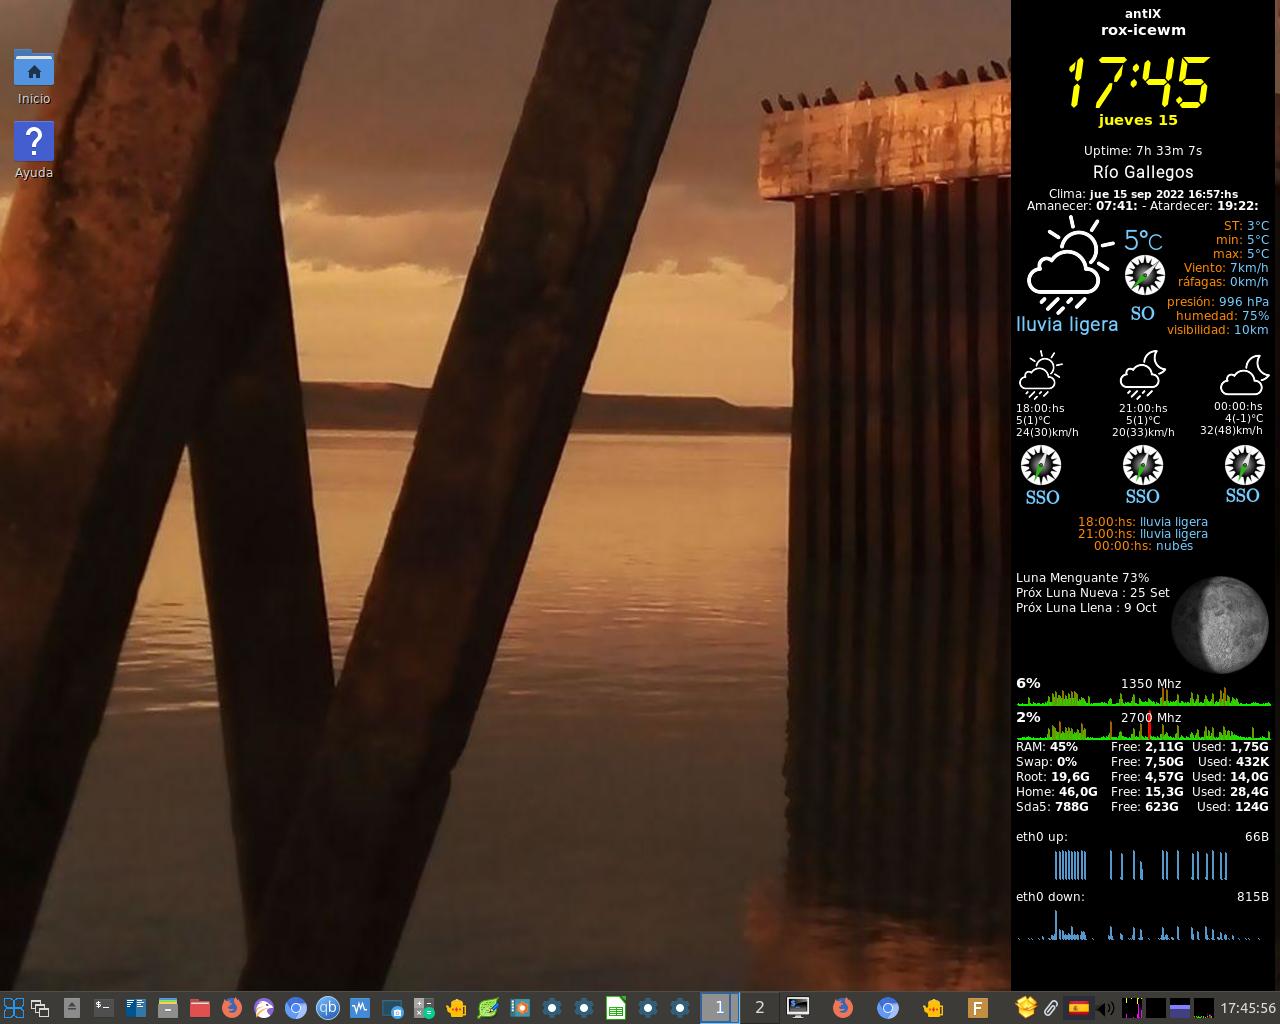 Inicio
Ayuda
antiX
rox-icewm
17:45
jueves 15
Uptime: 7h 33m 7s
Río Gallegos
Clima: jue 15 sep 2022 16:57:hs
Amanecer: 07:41: - Atardecer: 19:22:
5°C
ST: 3°C
min: 5°C
max: 5°C
Viento: 7km/h
ráfagas: 0km/h
presión: 996 hPa
humedad: 75%
visibilidad: 10km
SO
lluvia ligera
18:00:hs 21:00:hs 00:00:hs
5(1)°C 5(1)°C 4(-1)°C
24(30)km/h 20(33)km/h 32(48)km/h
SSO SSO SSO
18:00:hs: lluvia ligera
21:00:hs: lluvia ligera
00:00:hs: nubes
Luna Menguante 73%
Próx Luna Nueva : 25 Set
Próx Luna Llena : 9 Oct
6% 1350 Mhz
2% 2700 Mhz
RAM: 45% Free: 2,11G Used: 1,75G
Swap: 0% Free: 7,50G Used: 432K
Root: 19,6G Free: 4,57G Used: 14,0G
Home: 46,0G Free: 15,3G Used: 28,4G
Sda5: 788G Free: 623G Used: 124G
eth0 up: 66B
eth0 down: 815B
qb 1 2 F 17:45:56